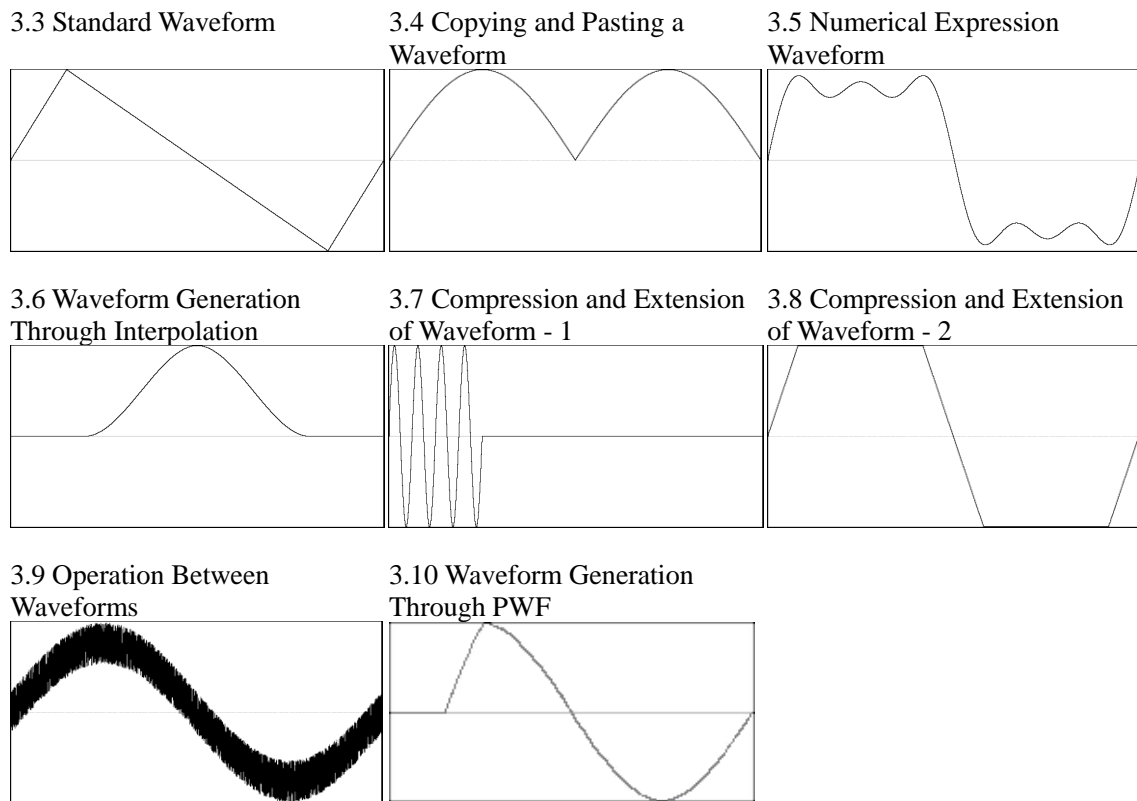 3.3 Standard Waveform
3.4 Copying and Pasting a
Waveform
3.5 Numerical Expression
Waveform
3.6 Waveform Generation
Through Interpolation
3.7 Compression and Extension
of Waveform - 1
3.8 Compression and Extension
of Waveform - 2
3.9 Operation Between
Waveforms
3.10 Waveform Generation
Through PWF